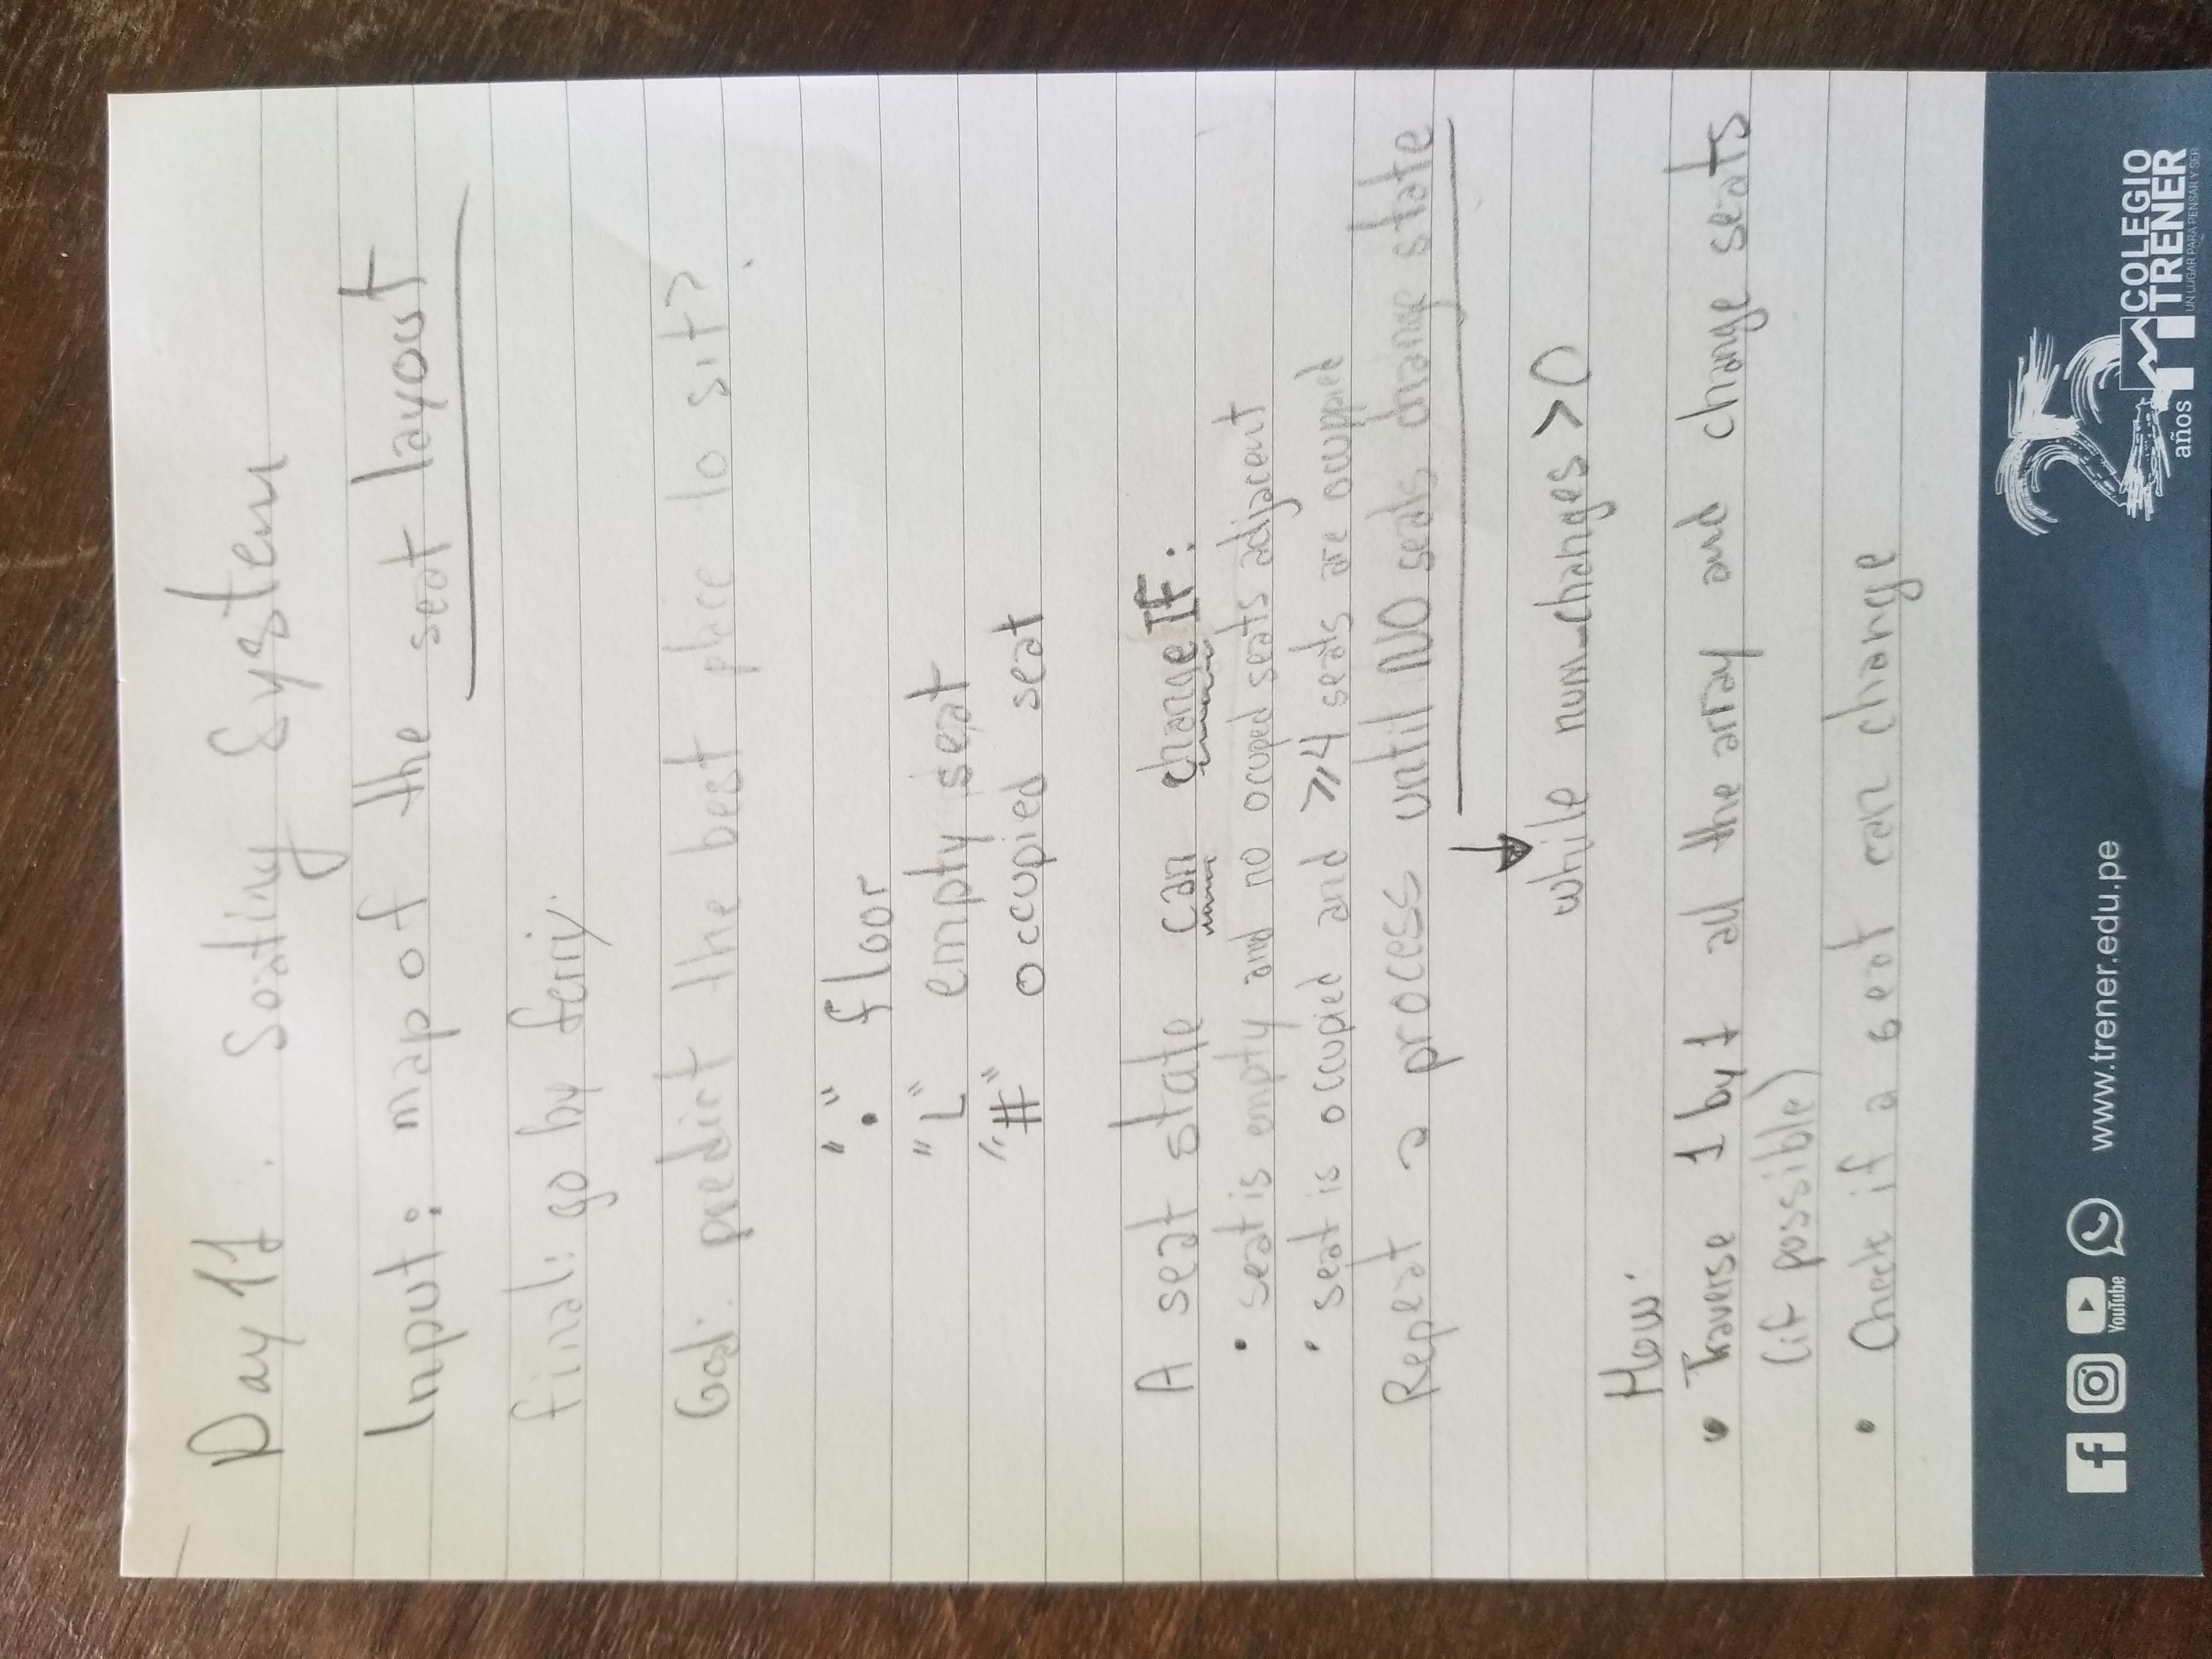 Day 11. Seating System
Input: map of the seat layout
final: go by ferry.
Goal: predict the best place to sit?
"." floor
"L" empty seat
"#" occupied seat
A seat state can change IF:
• seat is empty and no ocuped seats adjacent
• seat is occupied and ⩾4 seats are ocuppied
Repeat a process until NO seats change state
↓
while num_changes > 0
How:
• Traverse 1 by 1 all the array and change seats
(if possible)
• Check if a seat can change
YouTube
www.trener.edu.pe
25
años
COLEGIO
TRENER
UN LUGAR PARA PENSAR Y SER